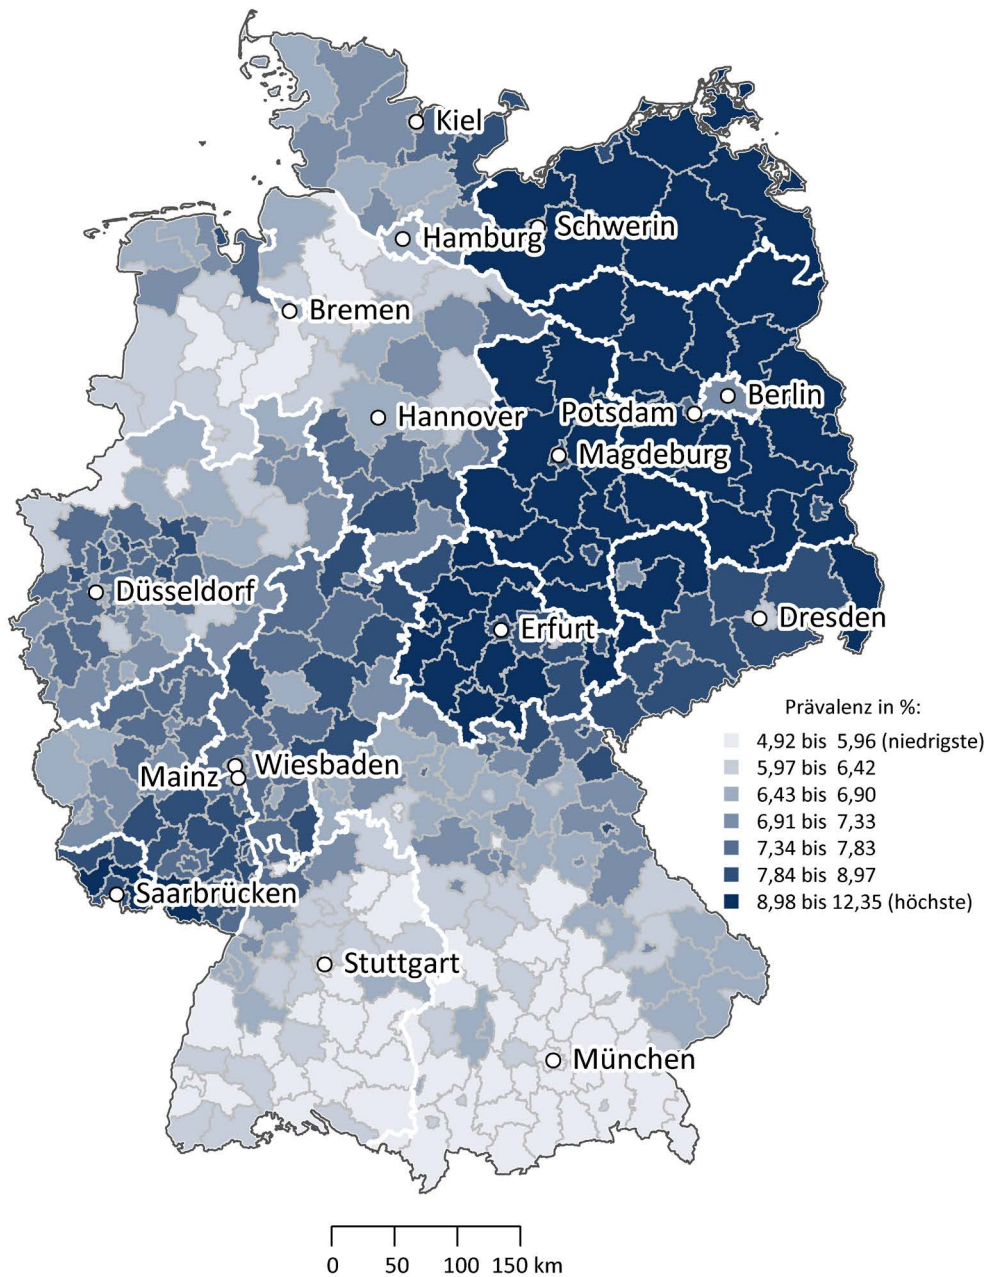 Kiel
Schwerin
Hamburg
Bremen
Berlin
Hannover
Potsdam
Magdeburg
Düsseldorf
Erfurt
Dresden
Prävalenz in %:
4,92 bis 5,96 (niedrigste)
5,97 bis 6,42
6,43 bis 6,90
6,91 bis 7,33
7,34 bis 7,83
7,84 bis 8,97
8,98 bis 12,35 (höchste)
Wiesbaden
Mainz
Saarbrücken
Stuttgart
München
0 50 100 150 km